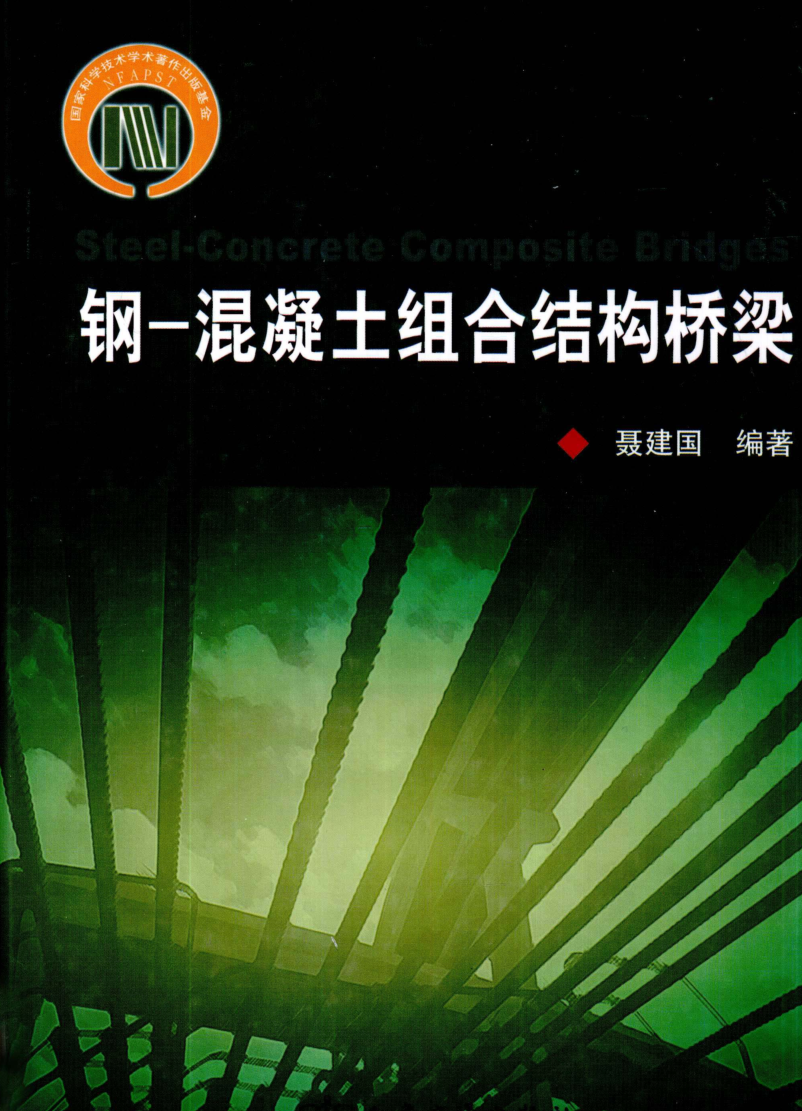 国家科学技术学术著作出版基金
NFAPST
Steel-Concrete Composite Bridges
钢-混凝土组合结构桥梁
聂建国 编著